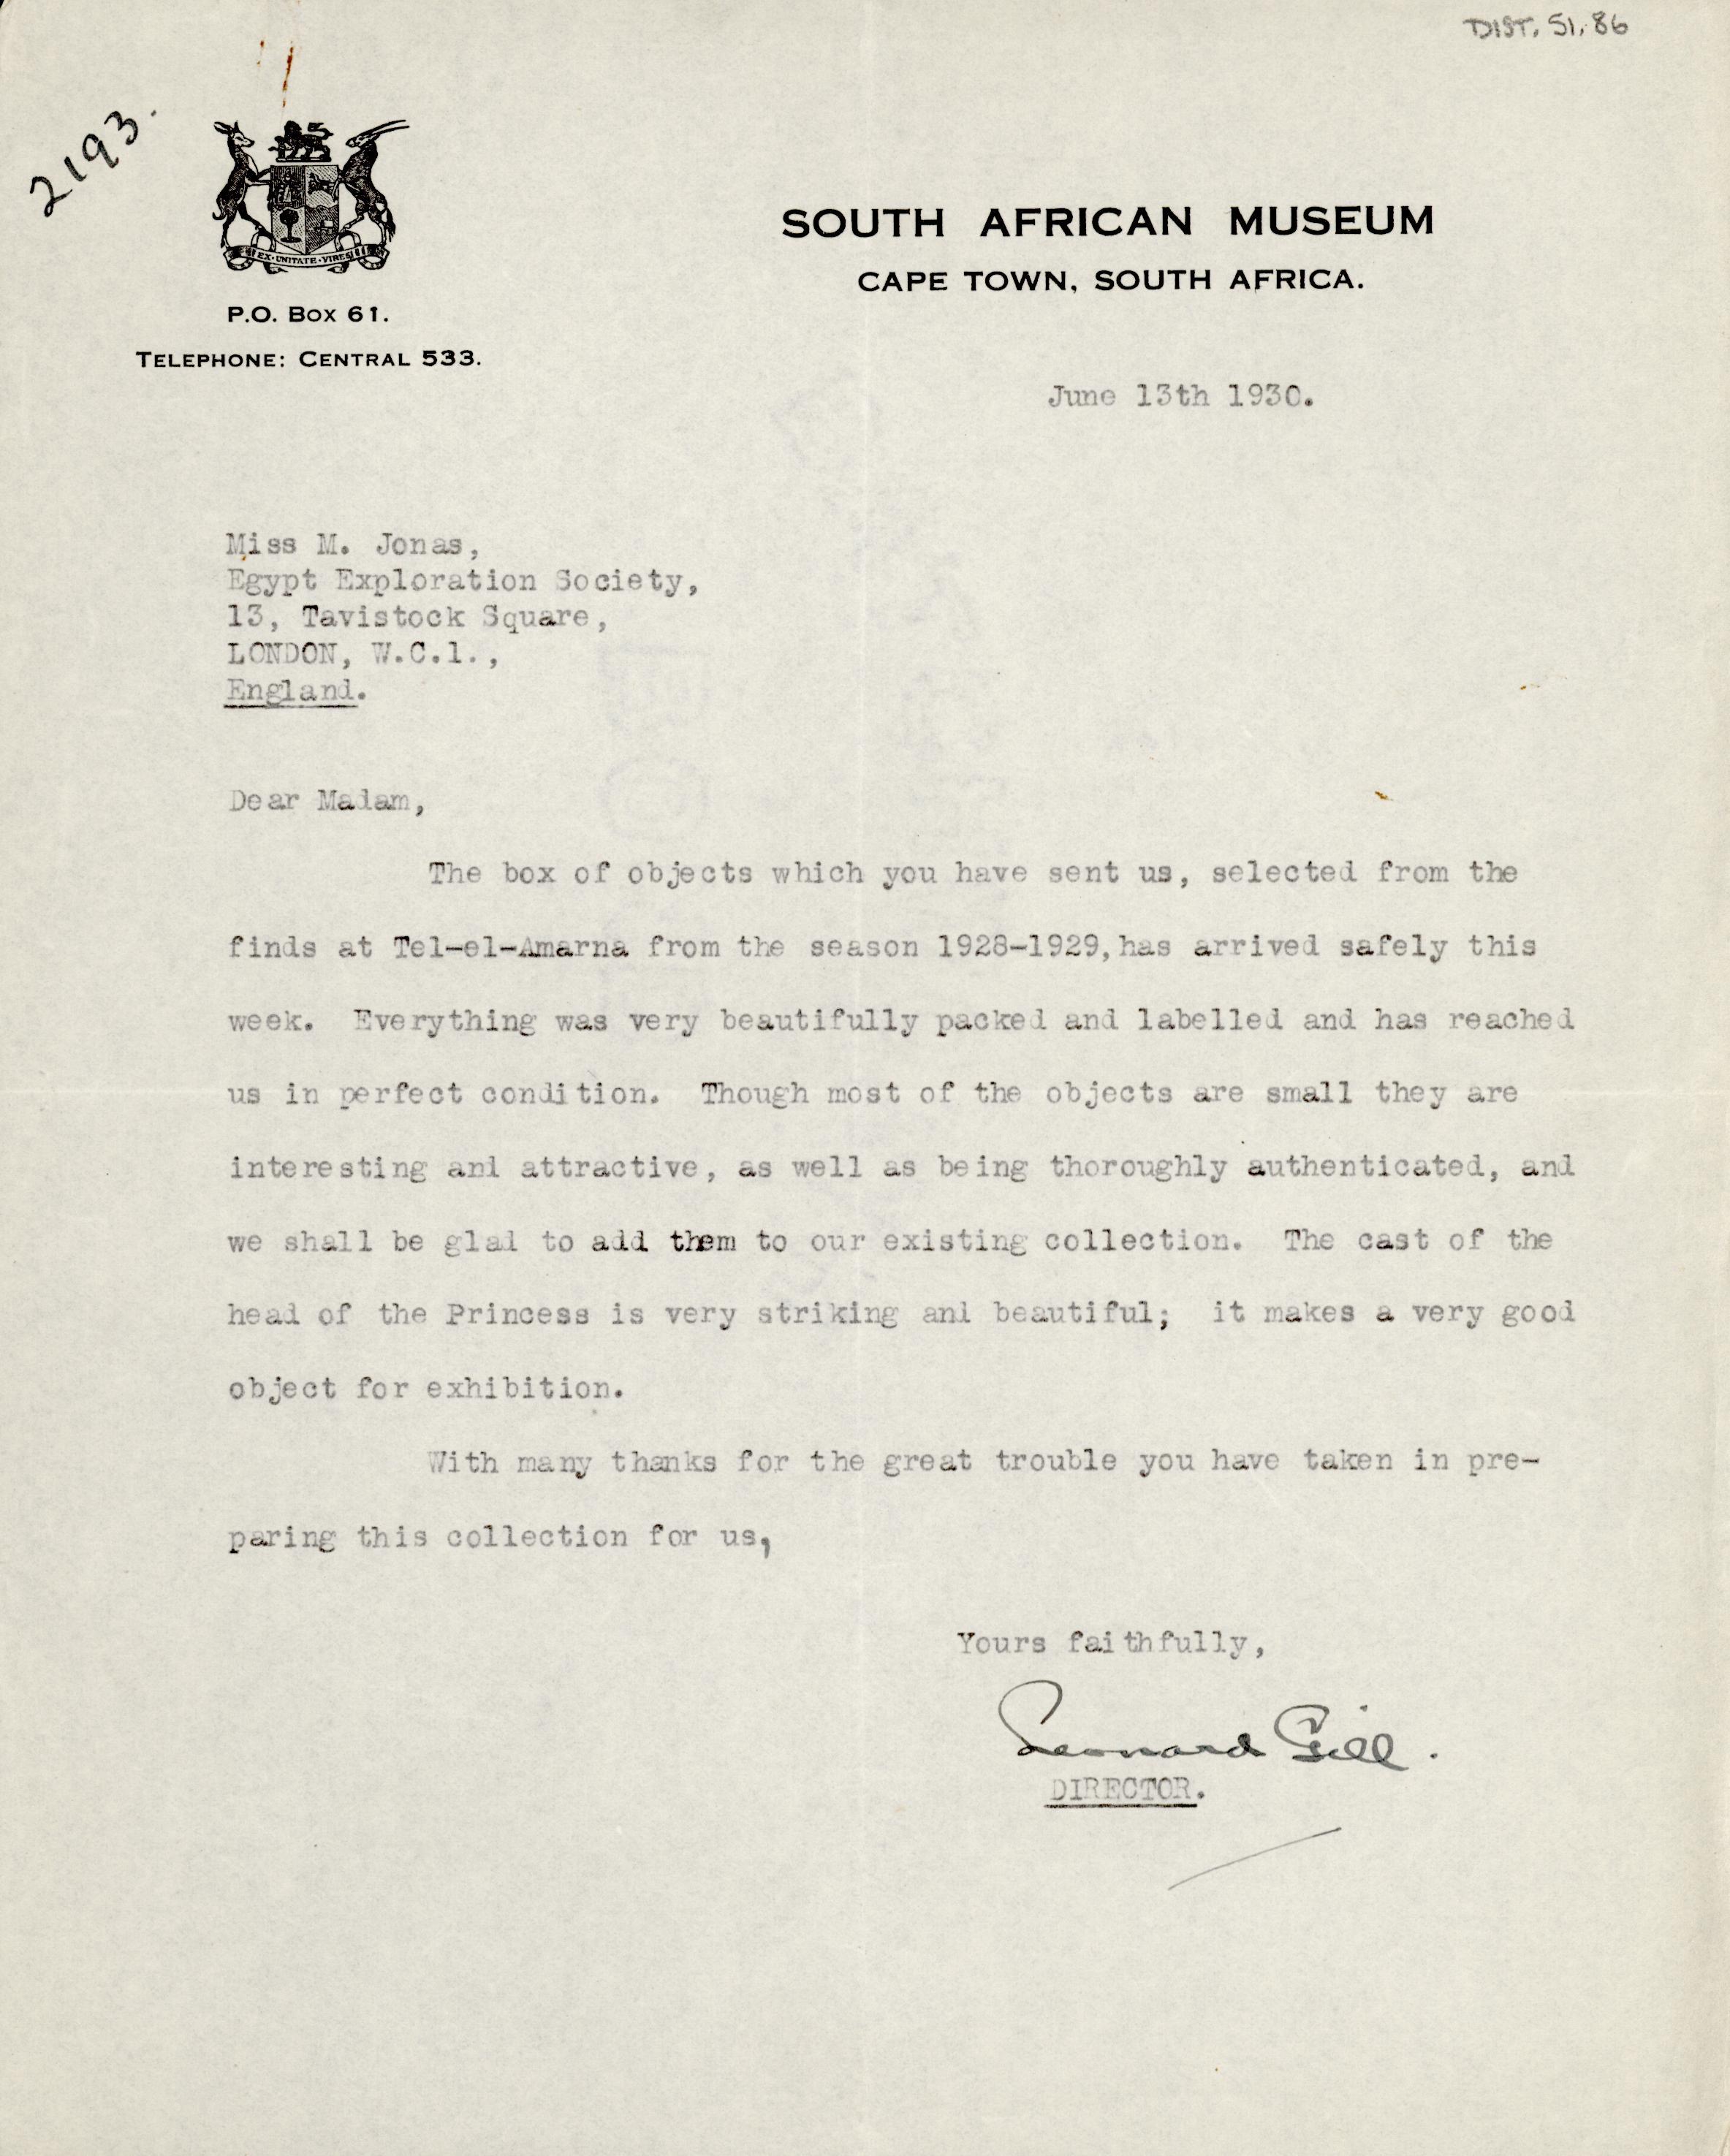 DIST. 51.86
2193.
EX·UNITATE·VIRES
SOUTH AFRICAN MUSEUM
CAPE TOWN, SOUTH AFRICA.
P.O. BOX 61.
TELEPHONE: CENTRAL 533.
June 13th 1930.
Miss M. Jonas,
Egypt Exploration Society,
13, Tavistock Square,
LONDON, W.C.1.,
England.
Dear Madam,
The box of objects which you have sent us, selected from the
finds at Tel-el-Amarna from the season 1928-1929, has arrived safely this
week. Everything was very beautifully packed and labelled and has reached
us in perfect condition. Though most of the objects are small they are
interesting and attractive, as well as being thoroughly authenticated, and
we shall be glad to add them to our existing collection. The cast of the
head of the Princess is very striking and beautiful; it makes a very good
object for exhibition.
With many thanks for the great trouble you have taken in pre-
paring this collection for us,
Yours faithfully,
Leonard Gill.
DIRECTOR.